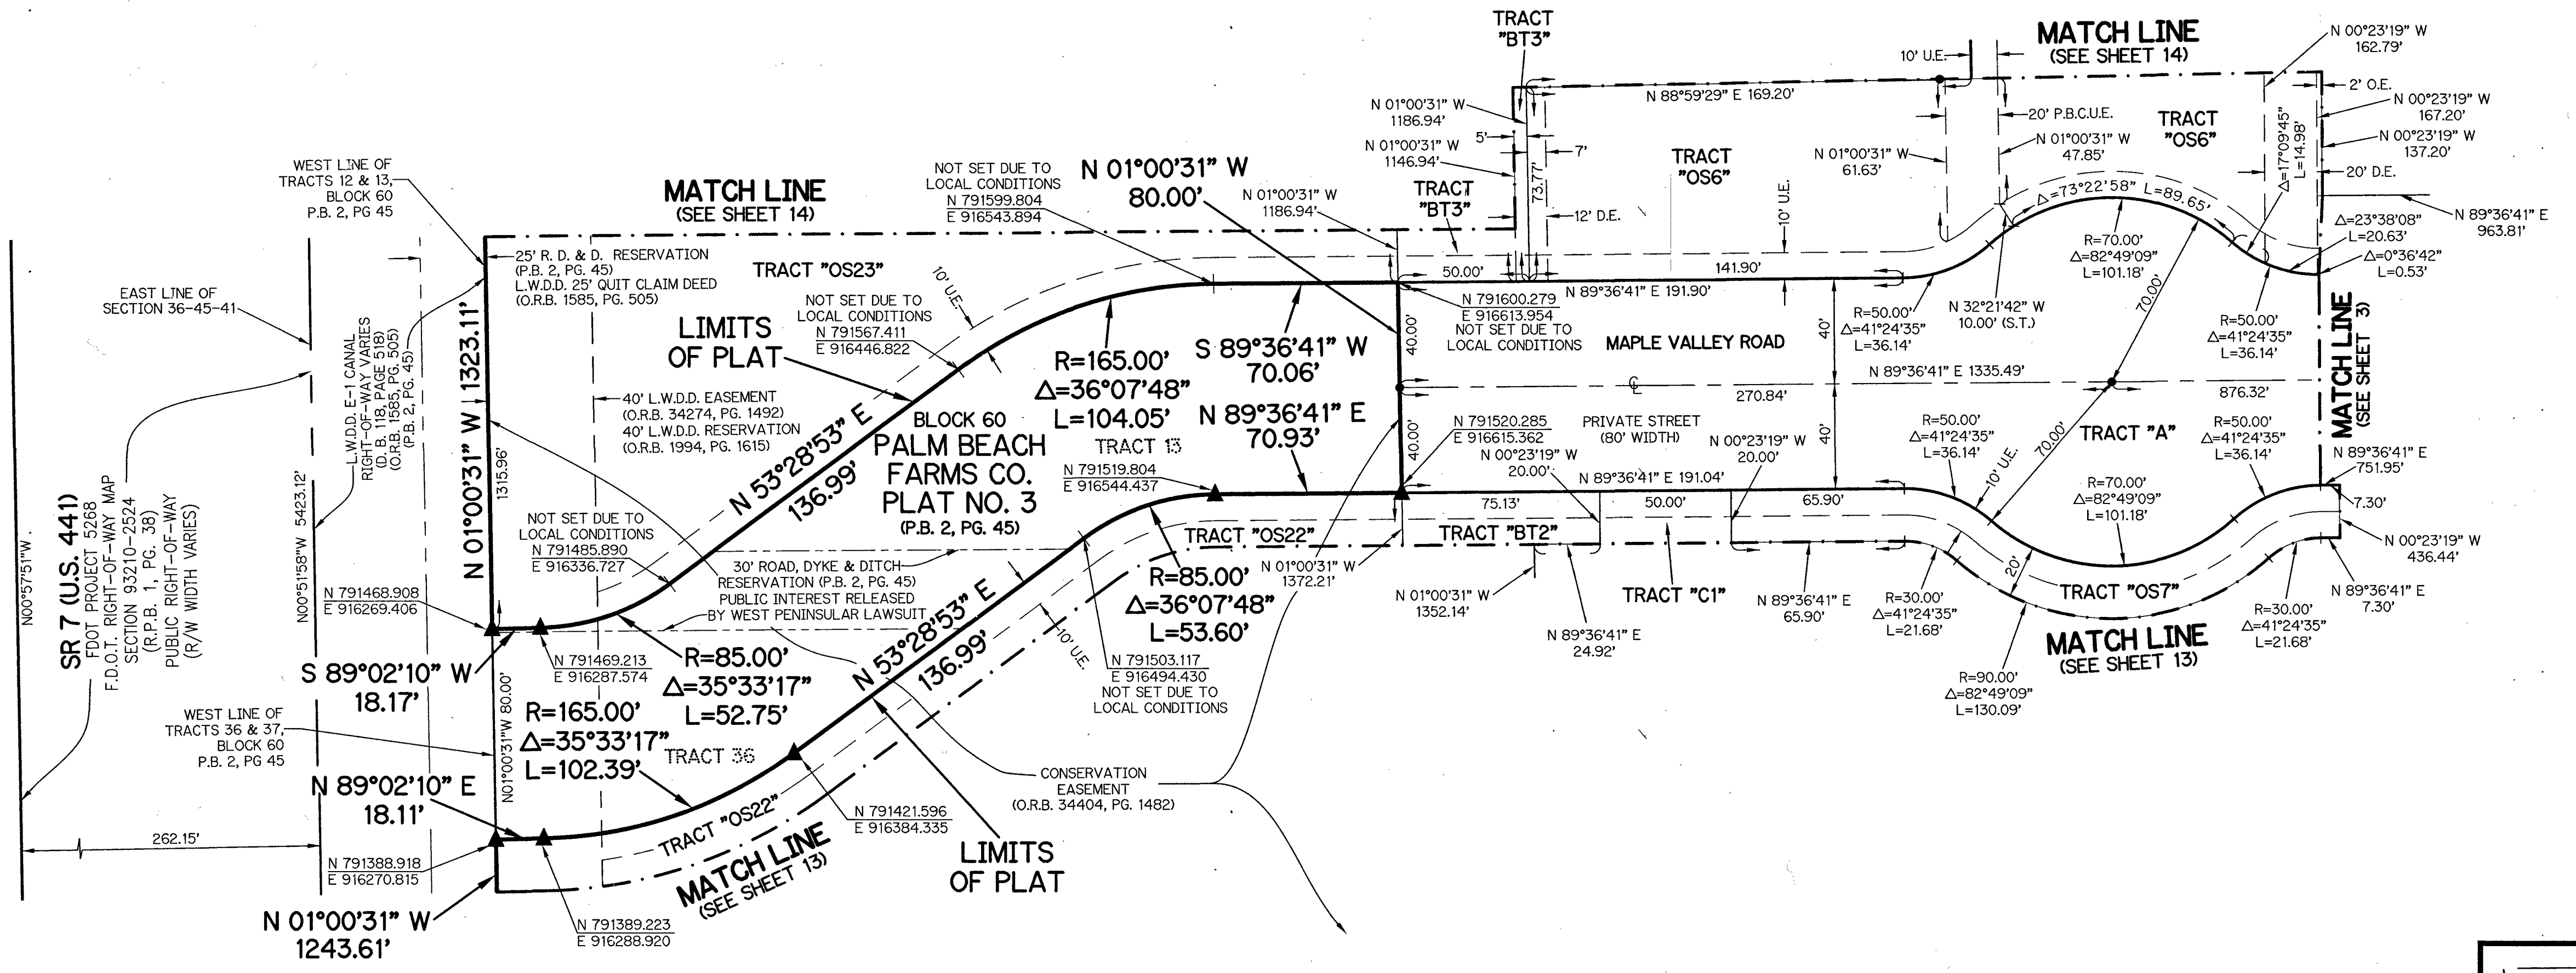 TRACT
"BT3"
MATCH LINE
(SEE SHEET 14)
N 00°23'19" W
162.79'
10' U.E.
2' O.E.
N 88°59'29" E 169.20'
N 01°00'31" W
1186.94'
5'
N 01°00'31" W
1146.94'
7'
73.77'
12' D.E.
TRACT
"BT3"
TRACT
"OS6"
20' P.B.C.U.E.
N 01°00'31" W
47.85'
N 01°00'31" W
61.63'
10' U.E.
TRACT
"OS6"
Δ=17°09'45"
L=14.98'
N 00°23'19" W
167.20'
N 00°23'19" W
137.20'
20' D.E.
N 89°36'41" E
963.81'
Δ=73°22'58" L=89.65'
Δ=23°38'08"
L=20.63'
Δ=0°36'42"
L=0.53'
R=70.00'
Δ=82°49'09"
L=101.18'
70.00'
WEST LINE OF
TRACTS 12 & 13,
BLOCK 60
P.B. 2, PG 45
MATCH LINE
(SEE SHEET 14)
NOT SET DUE TO
LOCAL CONDITIONS
N 791599.804
E 916543.894
N 01°00'31" W
80.00'
N 01°00'31" W
1186.94'
25' R. D. & D. RESERVATION
(P.B. 2, PG. 45)
L.W.D.D. 25' QUIT CLAIM DEED
(O.R.B. 1585, PG. 505)
TRACT "OS23"
10' U.E.
NOT SET DUE TO
LOCAL CONDITIONS
N 791567.411
E 916446.822
LIMITS
OF PLAT
EAST LINE OF
SECTION 36-45-41
L.W.D.D. E-1 CANAL
RIGHT-OF-WAY VARIES
(D. B. 118, PAGE 518)
(O.R.B. 1585, PG. 505)
(P.B. 2, PG. 45)
N 01°00'31" W 1323.11'
1315.96'
40' L.W.D.D. EASEMENT
(O.R.B. 34274, PG. 1492)
40' L.W.D.D. RESERVATION
(O.R.B. 1994, PG. 1615)
R=165.00'
Δ=36°07'48"
L=104.05'
S 89°36'41" W
70.06'
N 89°36'41" E
70.93'
50.00'
141.90'
N 89°36'41" E 191.90'
N 791600.279
E 916613.954
NOT SET DUE TO
LOCAL CONDITIONS
40.00'
40.00'
MAPLE VALLEY ROAD
40'
40'
R=50.00'
Δ=41°24'35"
L=36.14'
N 32°21'42" W
10.00' (S.T.)
R=50.00'
Δ=41°24'35"
L=36.14'
MATCH LINE
(SEE SHEET 3)
N 89°36'41" E 1335.49'
270.84'
876.32'
BLOCK 60
PALM BEACH
FARMS CO.
PLAT NO. 3
(P.B. 2, PG. 45)
TRACT 13
N 791519.804
E 916544.437
N 791520.285
E 916615.362
PRIVATE STREET
(80' WIDTH)
N 00°23'19" W
20.00'
N 00°23'19" W
20.00'
N 89°36'41" E 191.04'
75.13'
50.00'
65.90'
R=50.00'
Δ=41°24'35"
L=36.14'
10' U.E.
70.00'
TRACT "A"
R=50.00'
Δ=41°24'35"
L=36.14'
R=70.00'
Δ=82°49'09"
L=101.18'
N 89°36'41" E
751.95'
7.30'
N 00°23'19" W
436.44'
N 89°36'41" E
7.30'
N 53°28'53" E
136.99'
SR 7 (U.S. 441)
FDOT PROJECT 5268
F.D.O.T. RIGHT-OF-WAY MAP
SECTION 93210-2524
(R.P.B. 1, PG. 38)
PUBLIC RIGHT-OF-WAY
(R/W WIDTH VARIES)
N00°57'51"W
N00°51'58"W 5423.12'
NOT SET DUE TO
LOCAL CONDITIONS
N 791485.890
E 916336.727
N 791468.908
E 916269.406
30' ROAD, DYKE & DITCH
RESERVATION (P.B. 2, PG. 45)
PUBLIC INTEREST RELEASED
BY WEST PENINSULAR LAWSUIT
TRACT "OS22"
N 01°00'31" W
1372.21'
TRACT "BT2"
N 01°00'31" W
1352.14'
N 89°36'41" E
24.92'
TRACT "C1"
N 89°36'41" E
65.90'
R=30.00'
Δ=41°24'35"
L=21.68'
20'
TRACT "OS7"
R=30.00'
Δ=41°24'35"
L=21.68'
MATCH LINE
(SEE SHEET 13)
R=90.00'
Δ=82°49'09"
L=130.09'
R=85.00'
Δ=36°07'48"
L=53.60'
N 53°28'53" E
136.99'
10' U.E.
N 791503.117
E 916494.430
NOT SET DUE TO
LOCAL CONDITIONS
S 89°02'10" W
18.17'
N 791469.213
E 916287.574
R=85.00'
Δ=35°33'17"
L=52.75'
WEST LINE OF
TRACTS 36 & 37,
BLOCK 60
P.B. 2, PG 45
N01°00'31"W 80.00'
R=165.00'
Δ=35°33'17"
L=102.39'
TRACT 36
N 89°02'10" E
18.11'
262.15'
CONSERVATION
EASEMENT
(O.R.B. 34404, PG. 1482)
N 791421.596
E 916384.335
TRACT "OS22"
MATCH LINE
(SEE SHEET 13)
LIMITS
OF PLAT
N 791388.918
E 916270.815
N 01°00'31" W
1243.61'
N 791389.223
E 916288.920